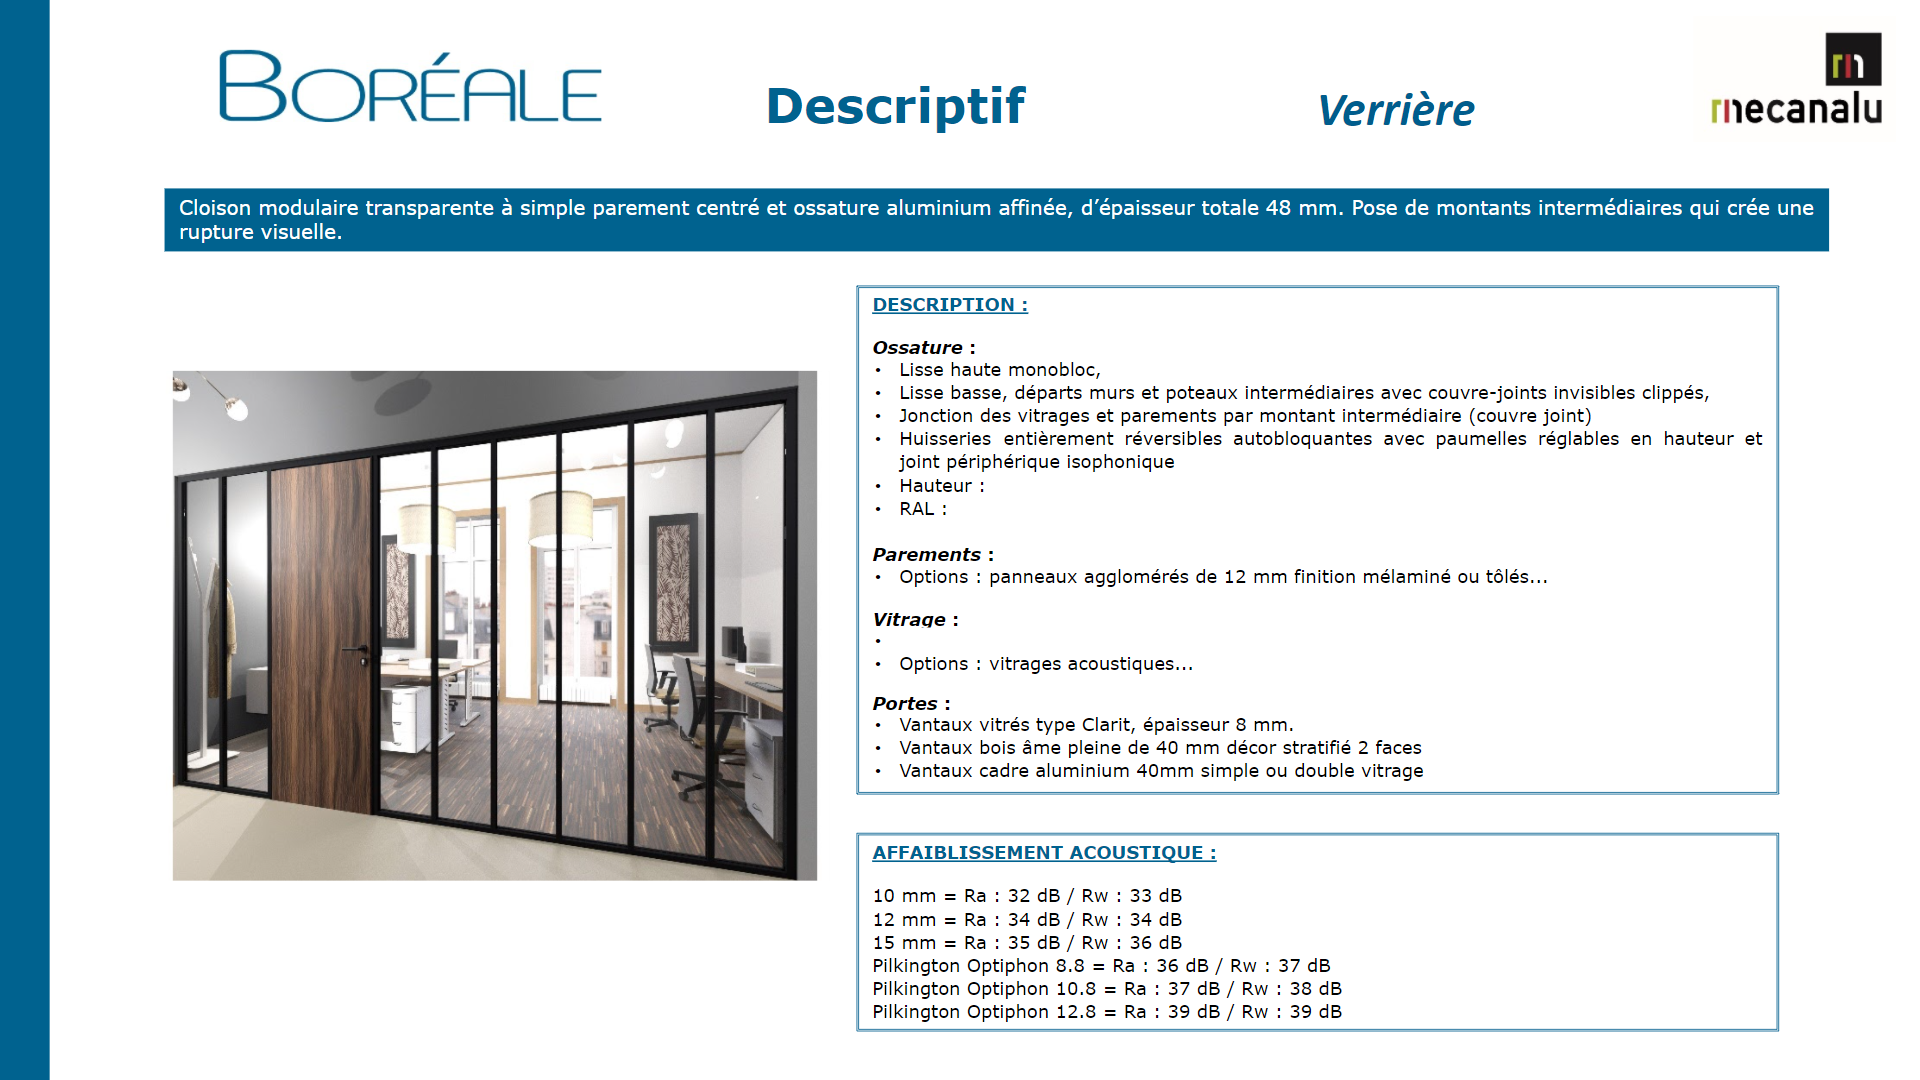 BORÉALE
Descriptif
Verrière
mecanalu
Cloison modulaire transparente à simple parement centré et ossature aluminium affinée, d’épaisseur totale 48 mm. Pose de montants intermédiaires qui crée une
rupture visuelle.
DESCRIPTION :
Ossature :
• Lisse haute monobloc,
• Lisse basse, départs murs et poteaux intermédiaires avec couvre-joints invisibles clippés,
• Jonction des vitrages et parements par montant intermédiaire (couvre joint)
• Huisseries entièrement réversibles autobloquantes avec paumelles réglables en hauteur et
joint périphérique isophonique
• Hauteur :
• RAL :
Parements :
• Options : panneaux agglomérés de 12 mm finition mélaminé ou tôlés...
Vitrage :
•
• Options : vitrages acoustiques...
Portes :
• Vantaux vitrés type Clarit, épaisseur 8 mm.
• Vantaux bois âme pleine de 40 mm décor stratifié 2 faces
• Vantaux cadre aluminium 40mm simple ou double vitrage
AFFAIBLISSEMENT ACOUSTIQUE :
10 mm = Ra : 32 dB / Rw : 33 dB
12 mm = Ra : 34 dB / Rw : 34 dB
15 mm = Ra : 35 dB / Rw : 36 dB
Pilkington Optiphon 8.8 = Ra : 36 dB / Rw : 37 dB
Pilkington Optiphon 10.8 = Ra : 37 dB / Rw : 38 dB
Pilkington Optiphon 12.8 = Ra : 39 dB / Rw : 39 dB